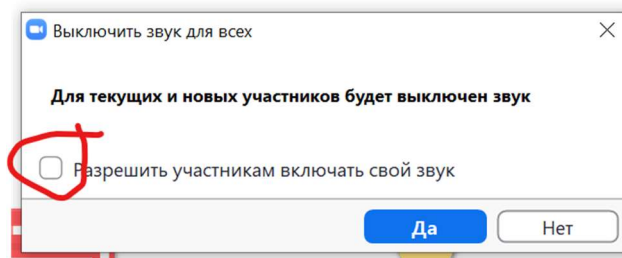 Выключить звук для всех
Для текущих и новых участников будет выключен звук
Разрешить участникам включать свой звук
Да Нет